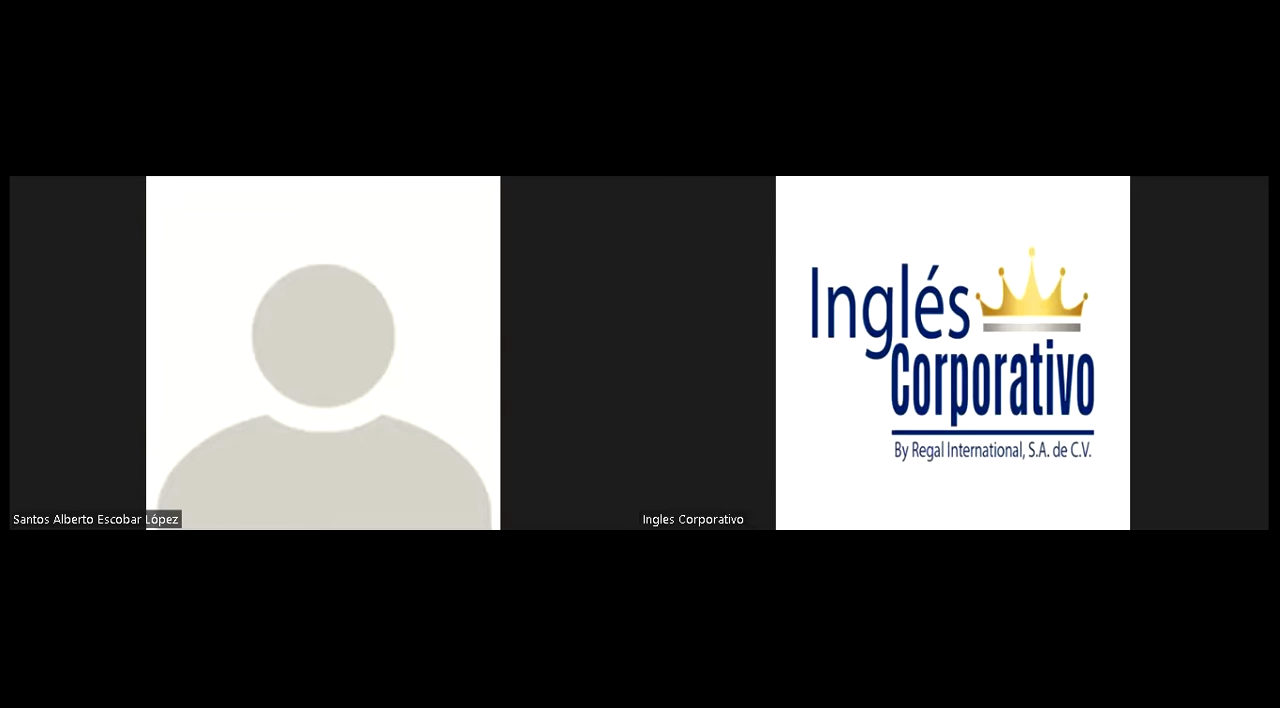 Inglés
Corporativo
By Regal International, S.A. de C.V.
Santos Alberto Escobar López
Ingles Corporativo